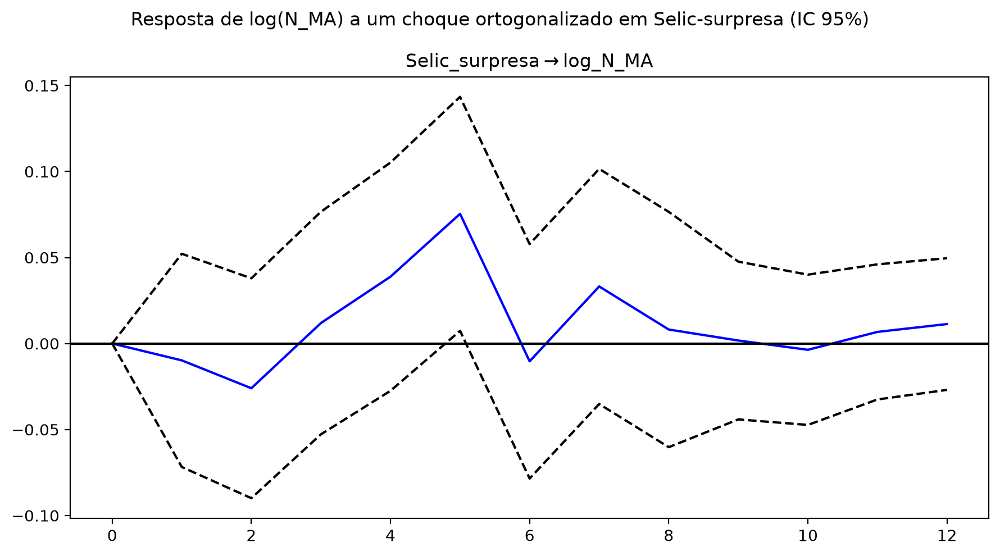 Resposta de log(N_MA) a um choque ortogonalizado em Selic-surpresa (IC 95%)
Selic_surpresa → log_N_MA
0.15
0.10
0.05
0.00
−0.05
−0.10
0 2 4 6 8 10 12